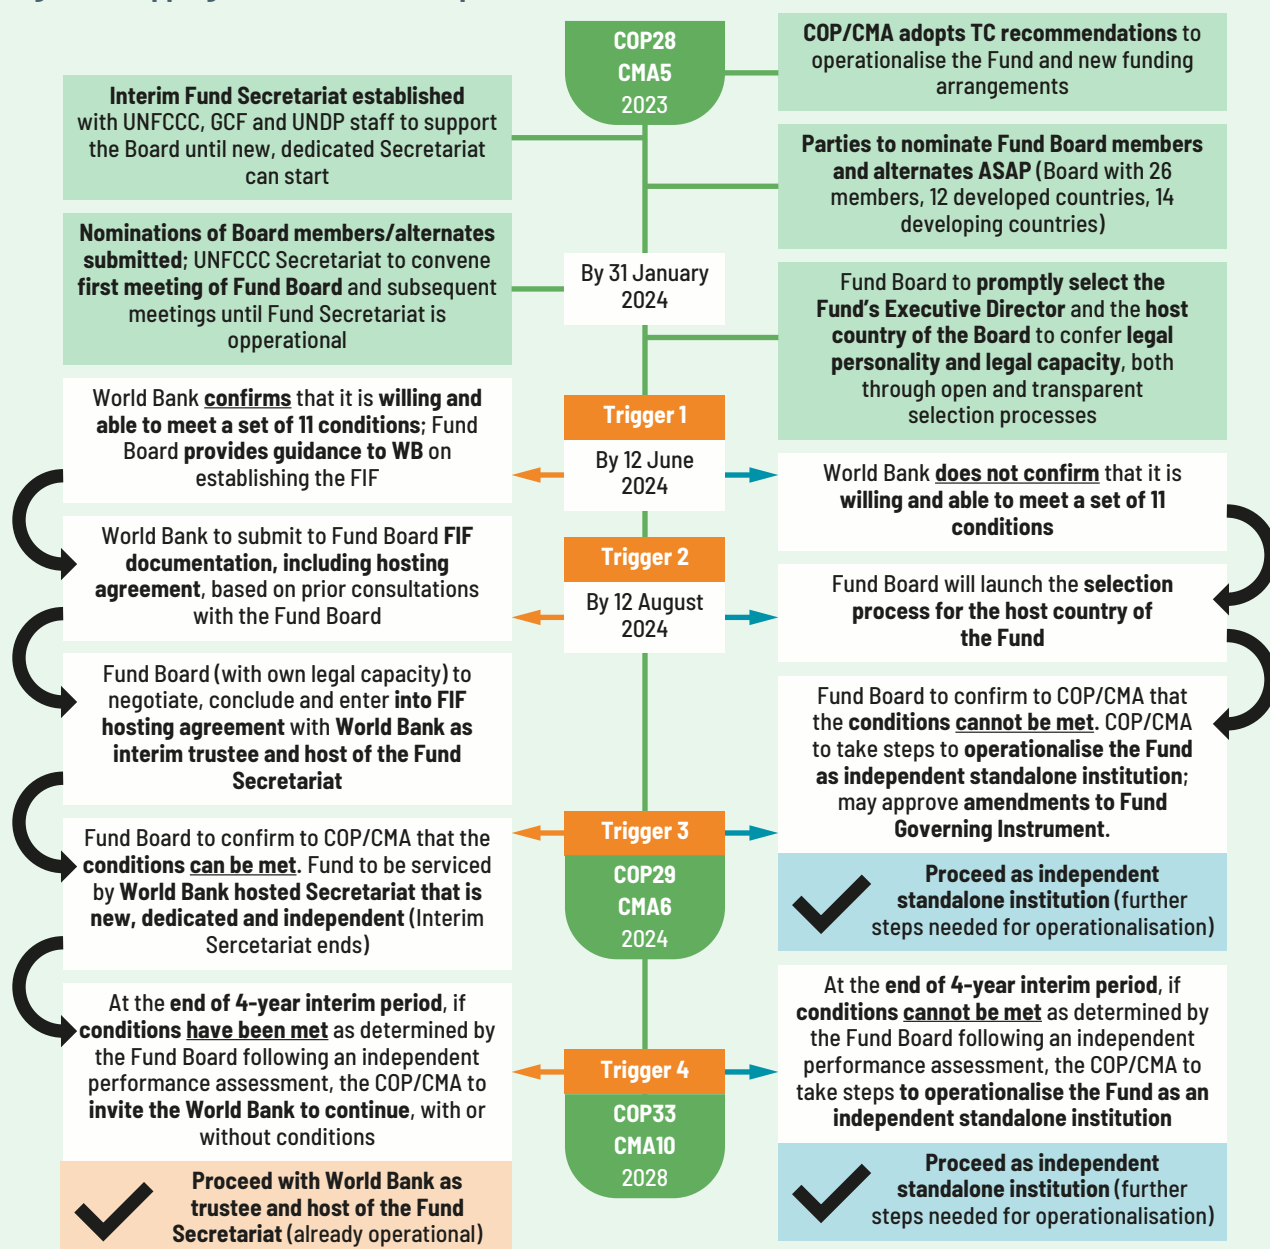 COP28
CMA5
2023
COP/CMA adopts TC recommendations to
operationalise the Fund and new funding
arrangements
Interim Fund Secretariat established
with UNFCCC, GCF and UNDP staff to support
the Board until new, dedicated Secretariat
can start
Parties to nominate Fund Board members
and alternates ASAP (Board with 26
members, 12 developed countries, 14
developing countries)
Nominations of Board members/alternates
submitted; UNFCCC Secretariat to convene
first meeting of Fund Board and subsequent
meetings until Fund Secretariat is
opperational
By 31 January
2024
Fund Board to promptly select the
Fund's Executive Director and the host
country of the Board to confer legal
personality and legal capacity, both
through open and transparent
selection processes
World Bank confirms that it is willing and
able to meet a set of 11 conditions; Fund
Board provides guidance to WB on
establishing the FIF
Trigger 1
By 12 June
2024
World Bank does not confirm that it is
willing and able to meet a set of 11
conditions
World Bank to submit to Fund Board FIF
documentation, including hosting
agreement, based on prior consultations
with the Fund Board
Trigger 2
By 12 August
2024
Fund Board will launch the selection
process for the host country of
the Fund
Fund Board (with own legal capacity) to
negotiate, conclude and enter into FIF
hosting agreement with World Bank as
interim trustee and host of the Fund
Secretariat
Fund Board to confirm to COP/CMA that
the conditions cannot be met. COP/CMA
to take steps to operationalise the Fund
as independent standalone institution;
may approve amendments to Fund
Governing Instrument.
Fund Board to confirm to COP/CMA that the
conditions can be met. Fund to be serviced
by World Bank hosted Secretariat that is
new, dedicated and independent (Interim
Sercetariat ends)
Trigger 3
COP29
CMA6
2024
Proceed as independent
standalone institution (further
steps needed for operationalisation)
At the end of 4-year interim period, if
conditions have been met as determined by
the Fund Board following an independent
performance assessment, the COP/CMA to
invite the World Bank to continue, with or
without conditions
Trigger 4
COP33
CMA10
2028
At the end of 4-year interim period, if
conditions cannot be met as determined by
the Fund Board following an independent
performance assessment, the COP/CMA to
take steps to operationalise the Fund as an
independent standalone institution
Proceed with World Bank as
trustee and host of the Fund
Secretariat (already operational)
Proceed as independent
standalone institution (further
steps needed for operationalisation)